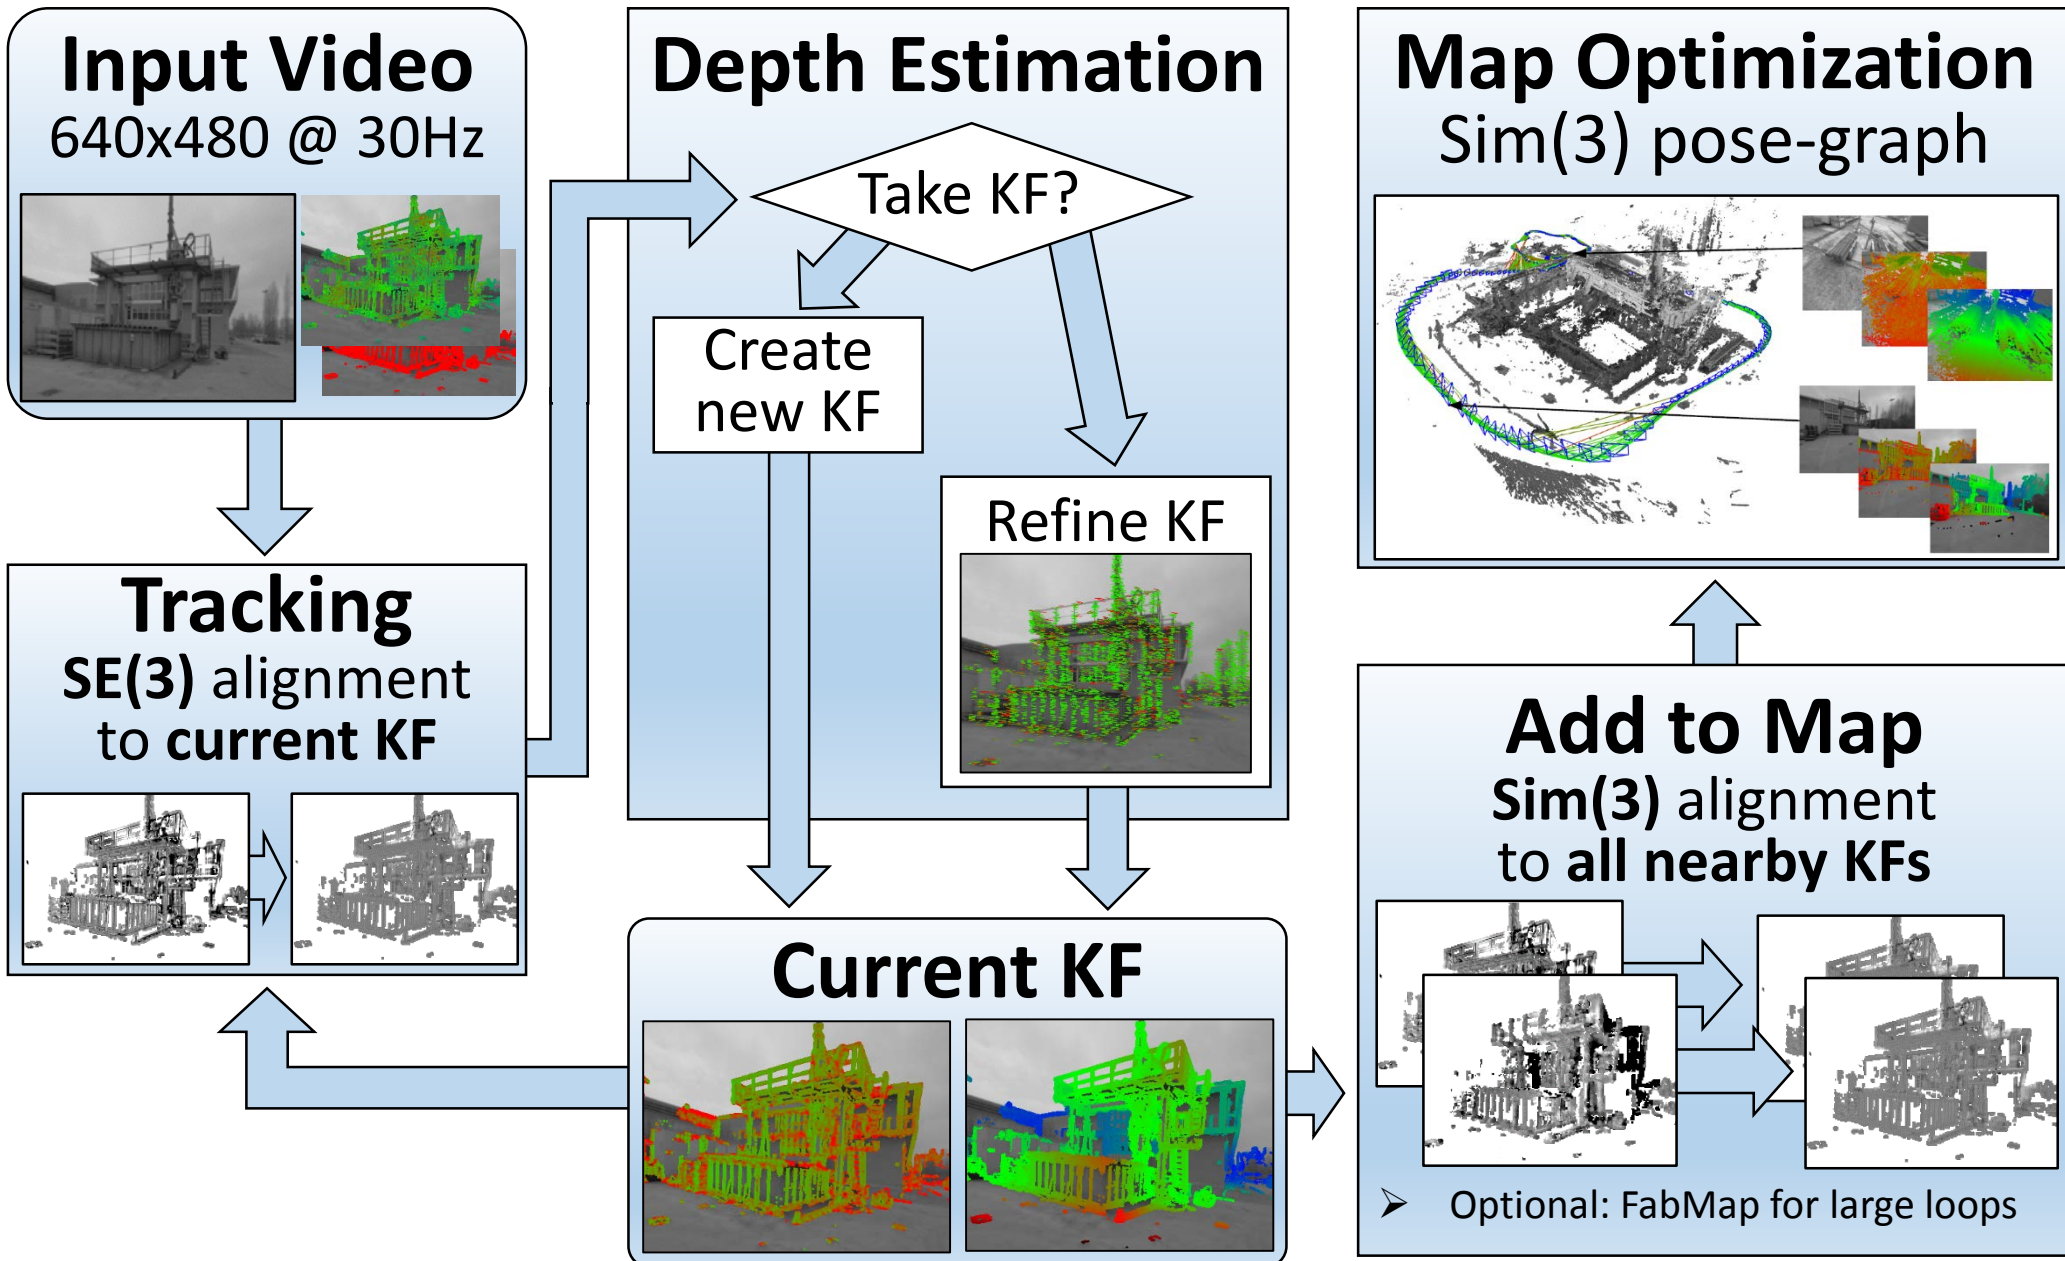 Input Video
640x480 @ 30Hz
Tracking
SE(3) alignment
to current KF
Depth Estimation
Take KF?
Create
new KF
Refine KF
Current KF
Map Optimization
Sim(3) pose-graph
Add to Map
Sim(3) alignment
to all nearby KFs
➢ Optional: FabMap for large loops